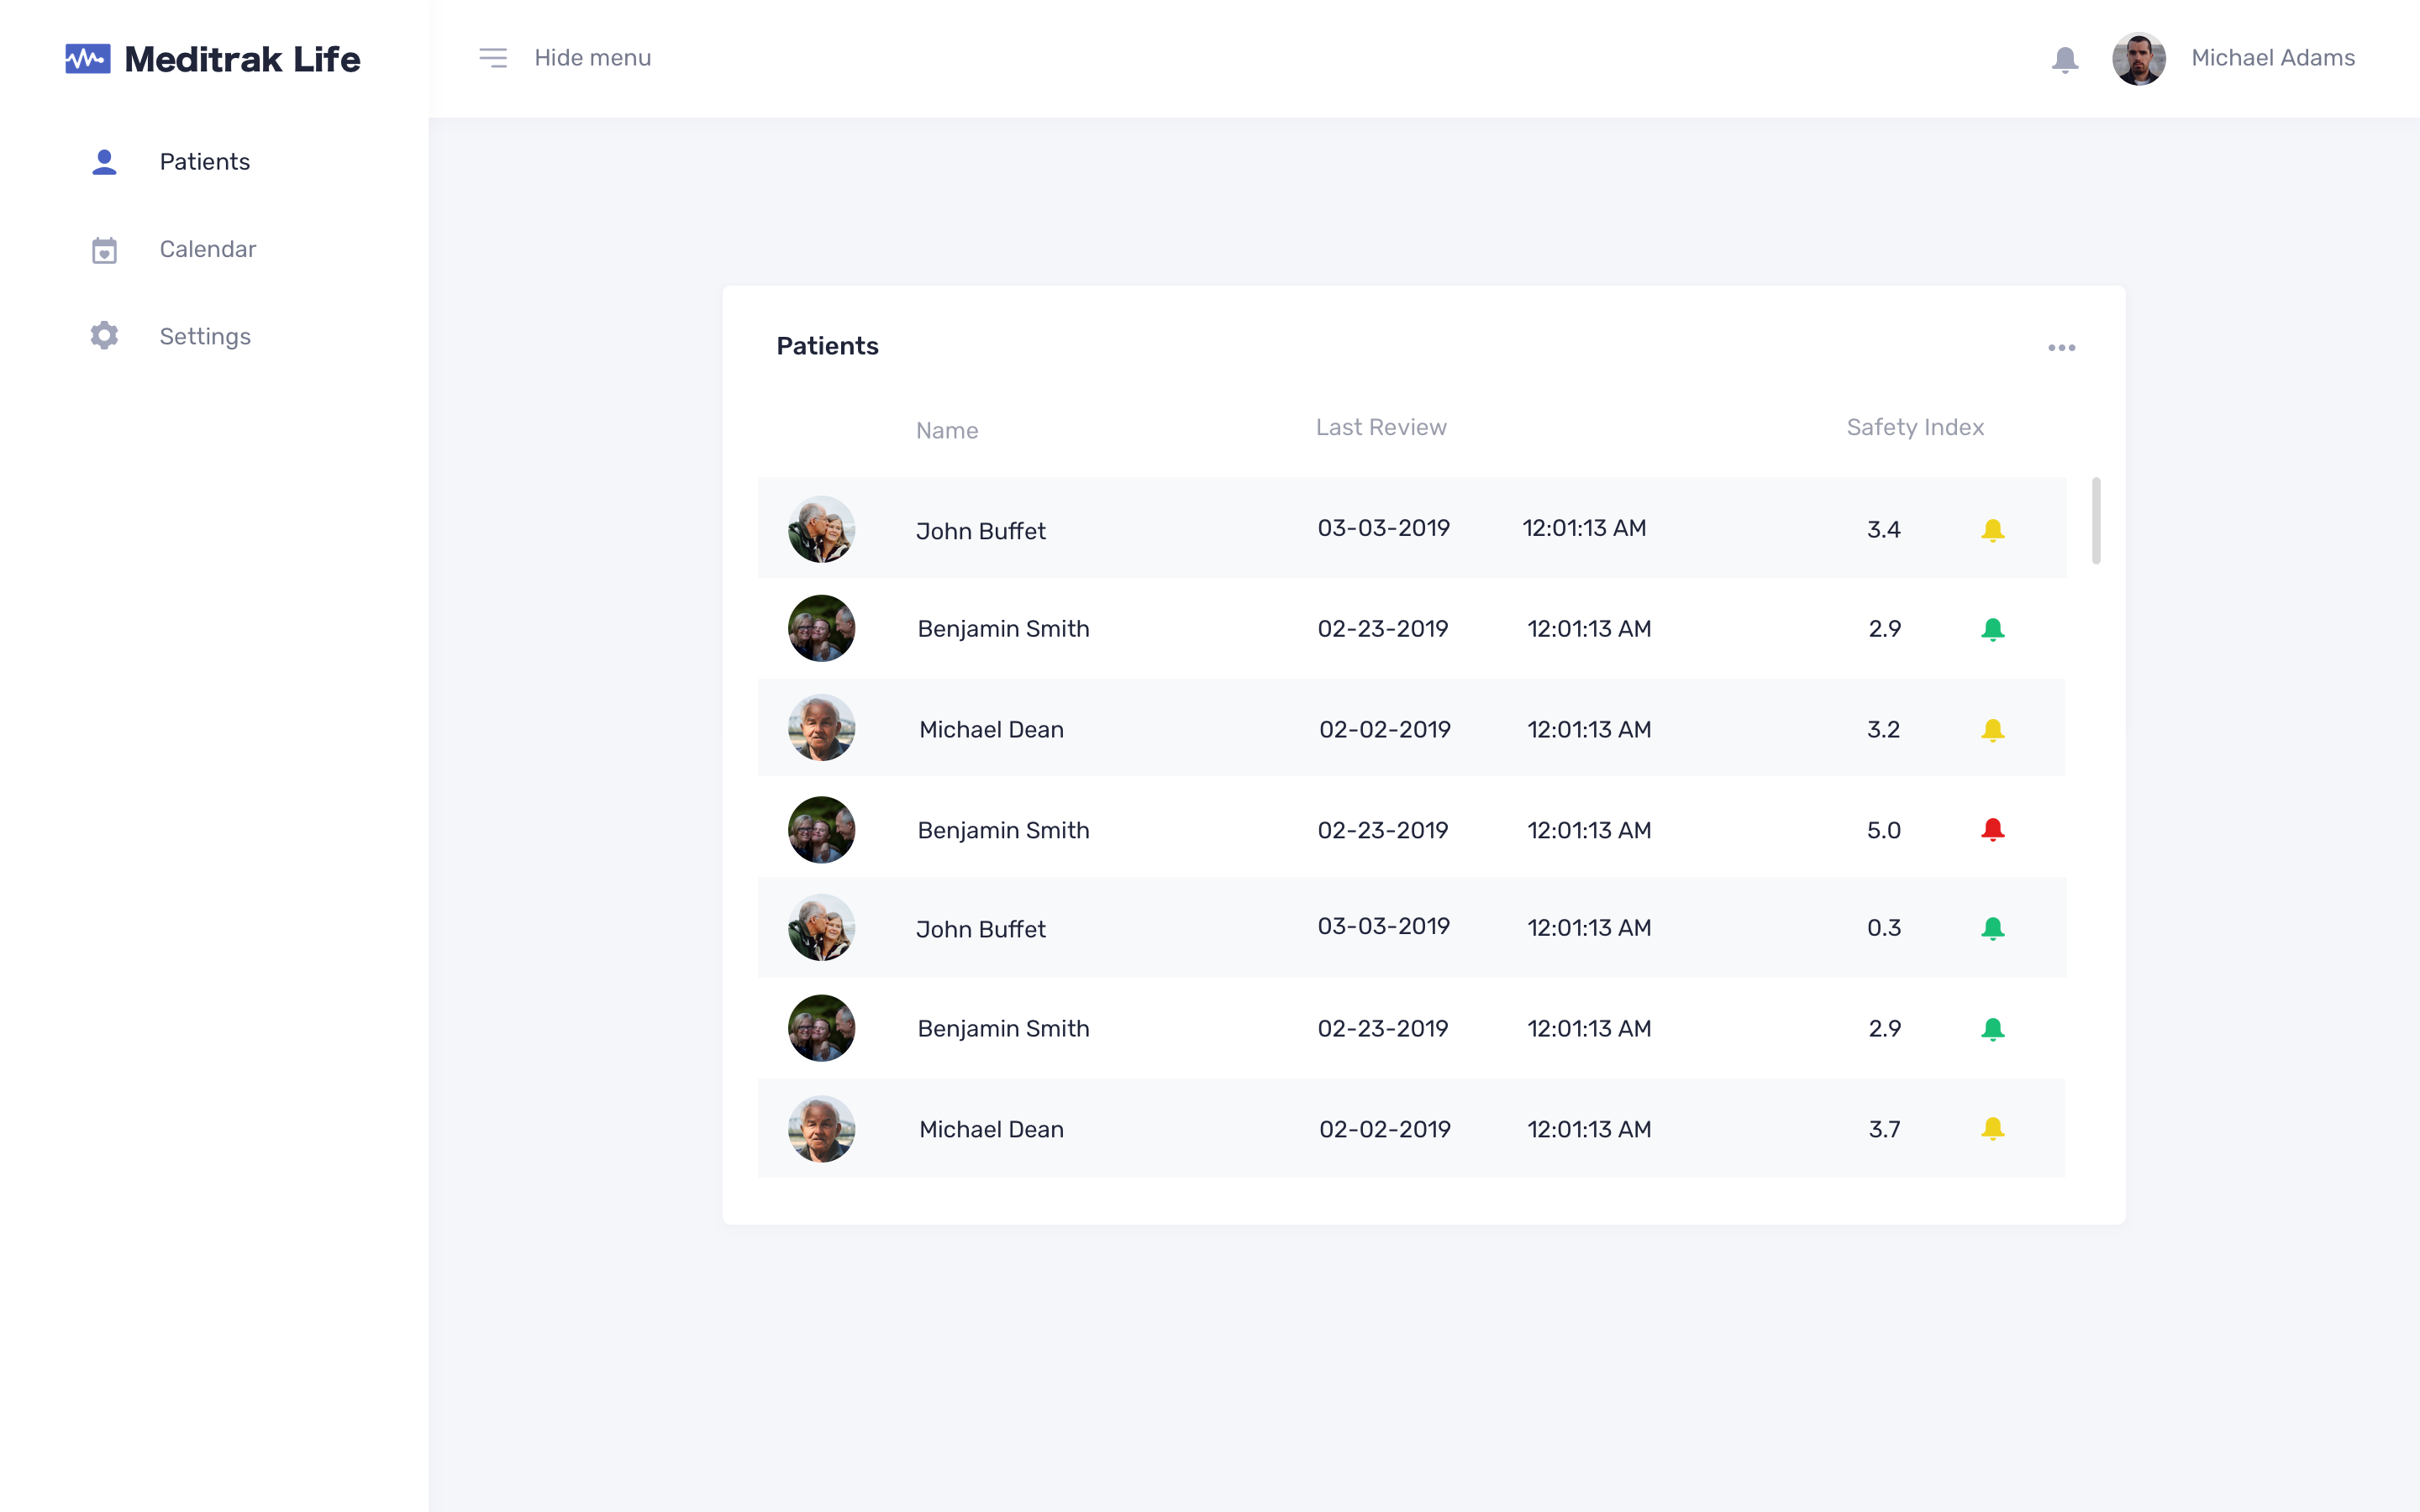 Meditrak Life
Hide menu
Michael Adams
Patients
Calendar
Settings
Patients
Name Last Review Safety Index
John Buffet 03-03-2019 12:01:13 AM 3.4
Benjamin Smith 02-23-2019 12:01:13 AM 2.9
Michael Dean 02-02-2019 12:01:13 AM 3.2
Benjamin Smith 02-23-2019 12:01:13 AM 5.0
John Buffet 03-03-2019 12:01:13 AM 0.3
Benjamin Smith 02-23-2019 12:01:13 AM 2.9
Michael Dean 02-02-2019 12:01:13 AM 3.7